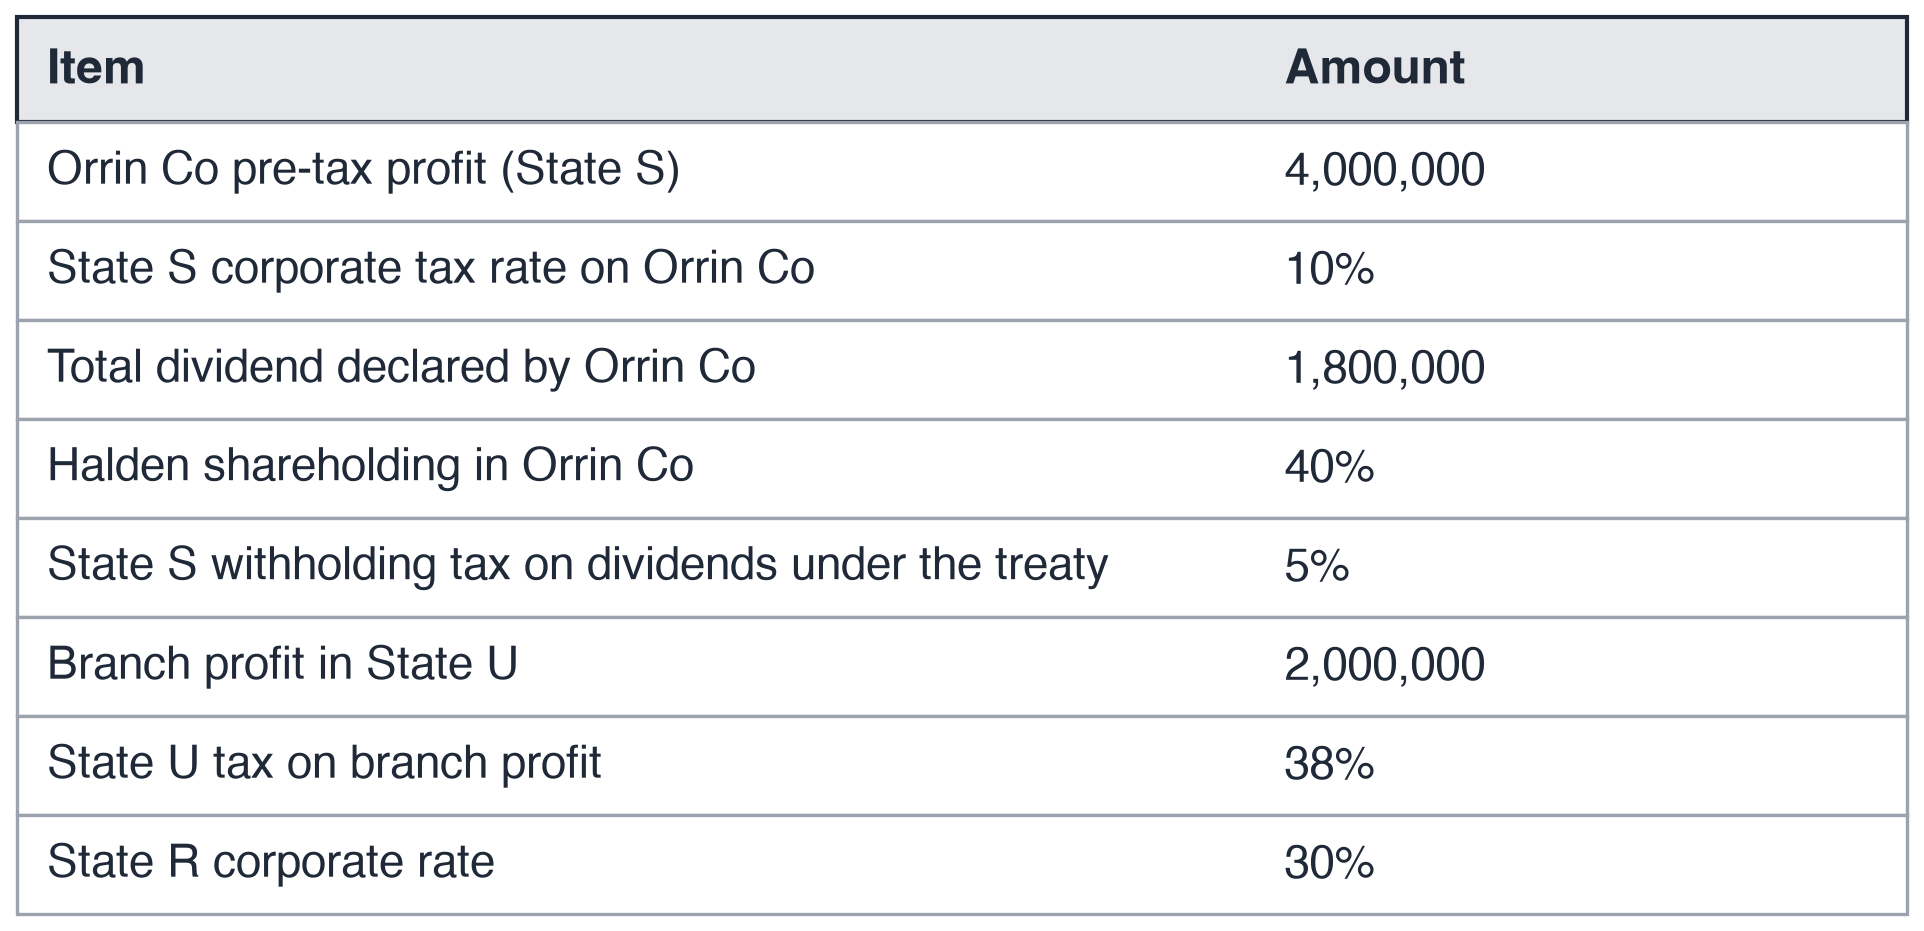 Item Amount
Orrin Co pre-tax profit (State S) 4,000,000
State S corporate tax rate on Orrin Co 10%
Total dividend declared by Orrin Co 1,800,000
Halden shareholding in Orrin Co 40%
State S withholding tax on dividends under the treaty 5%
Branch profit in State U 2,000,000
State U tax on branch profit 38%
State R corporate rate 30%